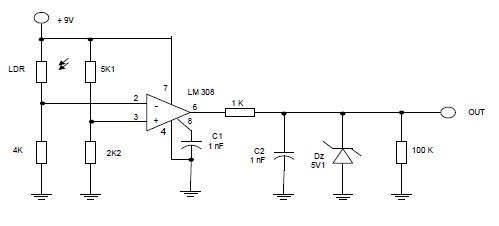 + 9V
LDR
5K1
7
LM 308
2
-
6
1 K
3
+
8
OUT
4
C1
1 nF
4K
2K2
C2
1 nF
Dz
5V1
100 K